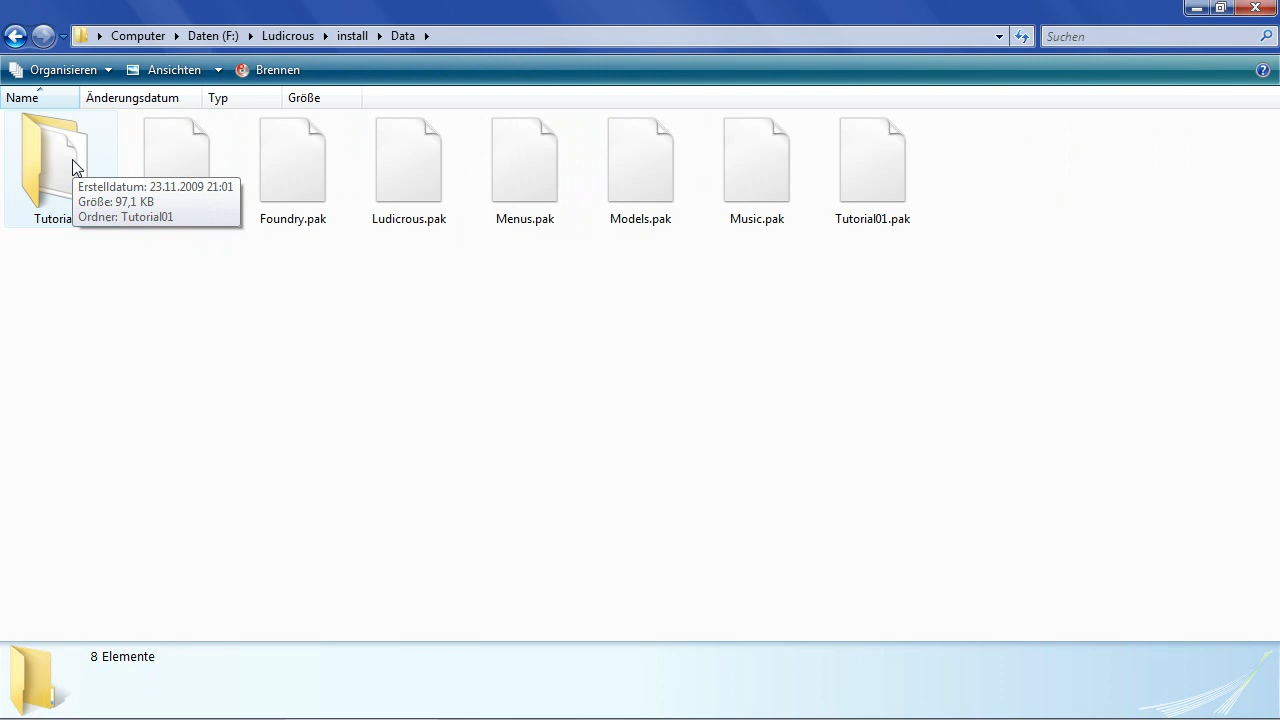 Computer Daten (F:) Ludicrous install Data
Suchen
Organisieren Ansichten Brennen
Name Änderungsdatum Typ Größe
Erstelldatum: 23.11.2009 21:01
Größe: 97,1 KB
Ordner: Tutorial01
Tutoria Foundry.pak Ludicrous.pak Menus.pak Models.pak Music.pak Tutorial01.pak
8 Elemente